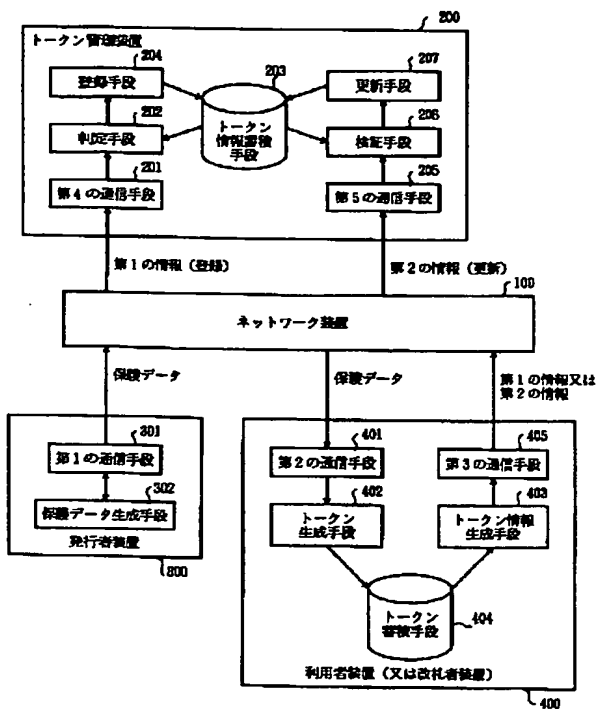 200
トークン管理装置
204
登録手段
203
207
更新手段
202
判定手段
トークン
情報蓄積
手段
206
検証手段
201
第4の通信手段
205
第5の通信手段
第1の情報（登録）
第2の情報（更新）
100
ネットワーク装置
保険データ
保険データ
第1の情報又は
第2の情報
301
第1の通信手段
302
保険データ生成手段
発行者装置
300
401
第2の通信手段
402
トークン
生成手段
405
第3の通信手段
403
トークン情報
生成手段
トークン
蓄積手段
404
利用者装置（又は改札者装置）
400